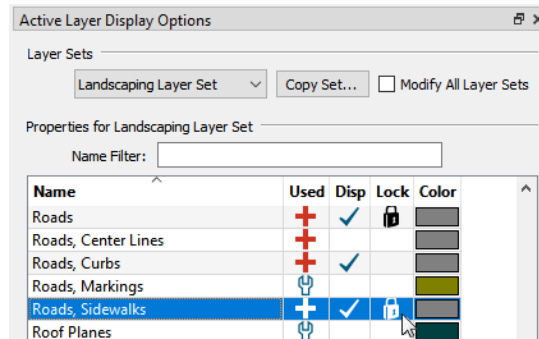 Active Layer Display Options
Layer Sets
Landscaping Layer Set Copy Set... Modify All Layer Sets
Properties for Landscaping Layer Set
Name Filter:
Name Used Disp Lock Color
Roads
Roads, Center Lines
Roads, Curbs
Roads, Markings
Roads, Sidewalks
Roof Planes